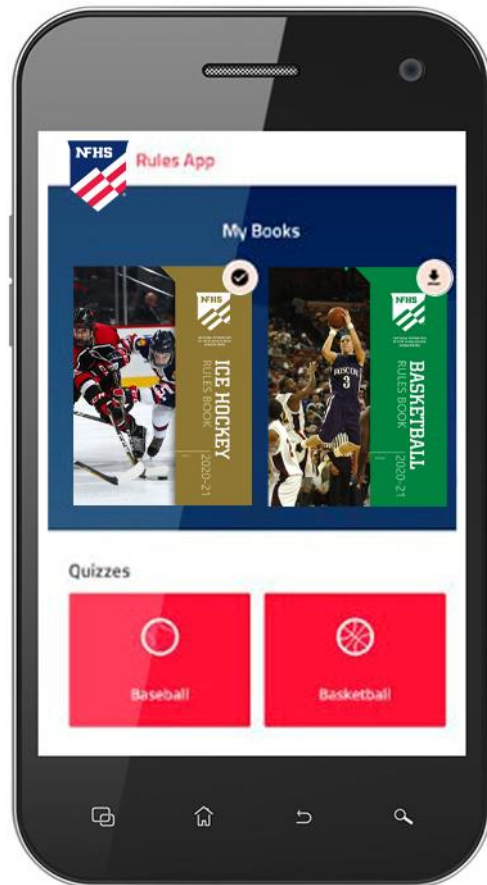 NFHS
Rules App
My Books
NFHS
ICE HOCKEY
RULES BOOK
2020-21
NFHS
3
BASKETBALL
RULES BOOK
2020-21
Quizzes
Baseball
Basketball